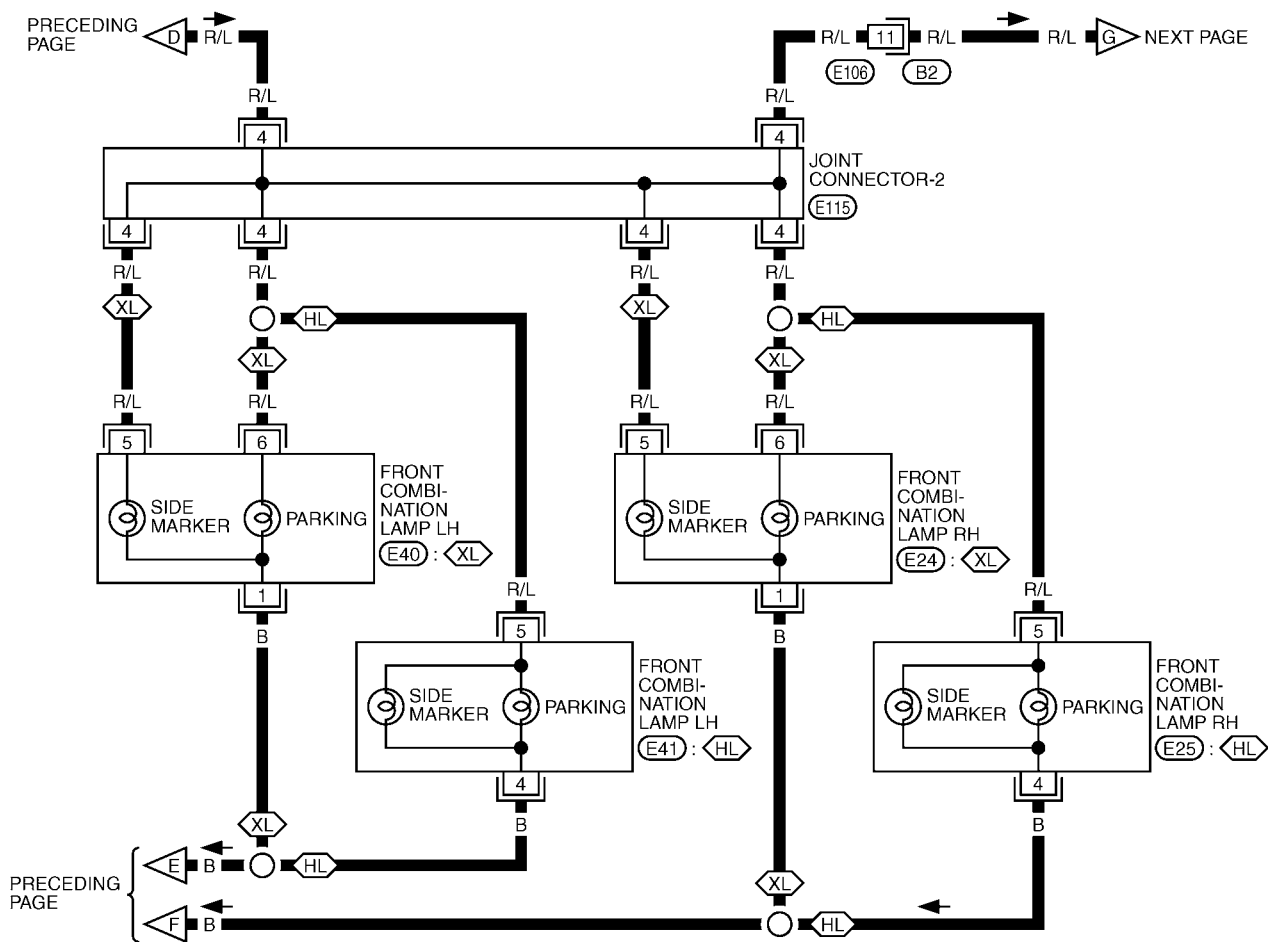 PRECEDING
PAGE
D R/L
R/L 11 R/L R/L G NEXT PAGE
E106 B2
R/L R/L
4 4
JOINT
CONNECTOR-2
E115
4 4 4 4
R/L R/L R/L R/L
XL XL
HL HL
XL XL
R/L R/L R/L R/L
5 6 5 6
SIDE
MARKER
PARKING
FRONT
COMBI-
NATION
LAMP LH
E40 : XL
SIDE
MARKER
PARKING
FRONT
COMBI-
NATION
LAMP RH
E24 : XL
1 1
R/L R/L
B B
5 5
SIDE
MARKER
PARKING
FRONT
COMBI-
NATION
LAMP LH
E41 : HL
SIDE
MARKER
PARKING
FRONT
COMBI-
NATION
LAMP RH
E25 : HL
4 4
B B
XL
E B HL
PRECEDING
PAGE
XL
F B HL